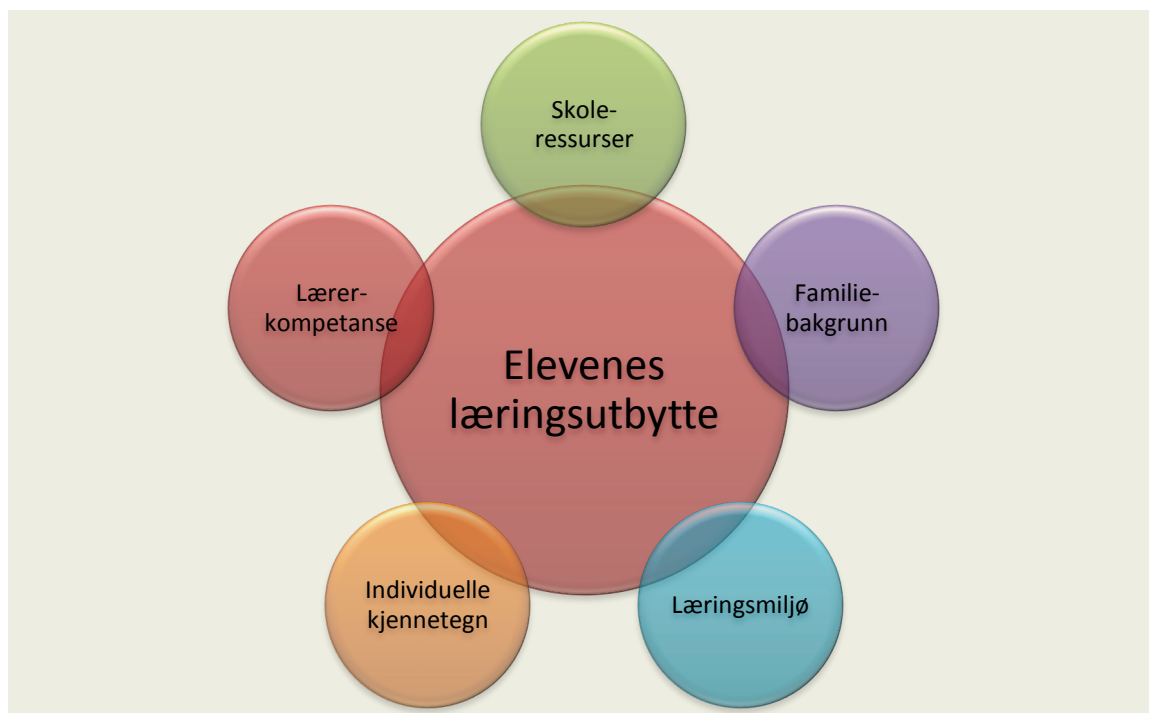 Skole-
ressurser
Lærer-
kompetanse
Familie-
bakgrunn
Elevenes
læringsutbytte
Individuelle
kjennetegn
Læringsmiljø